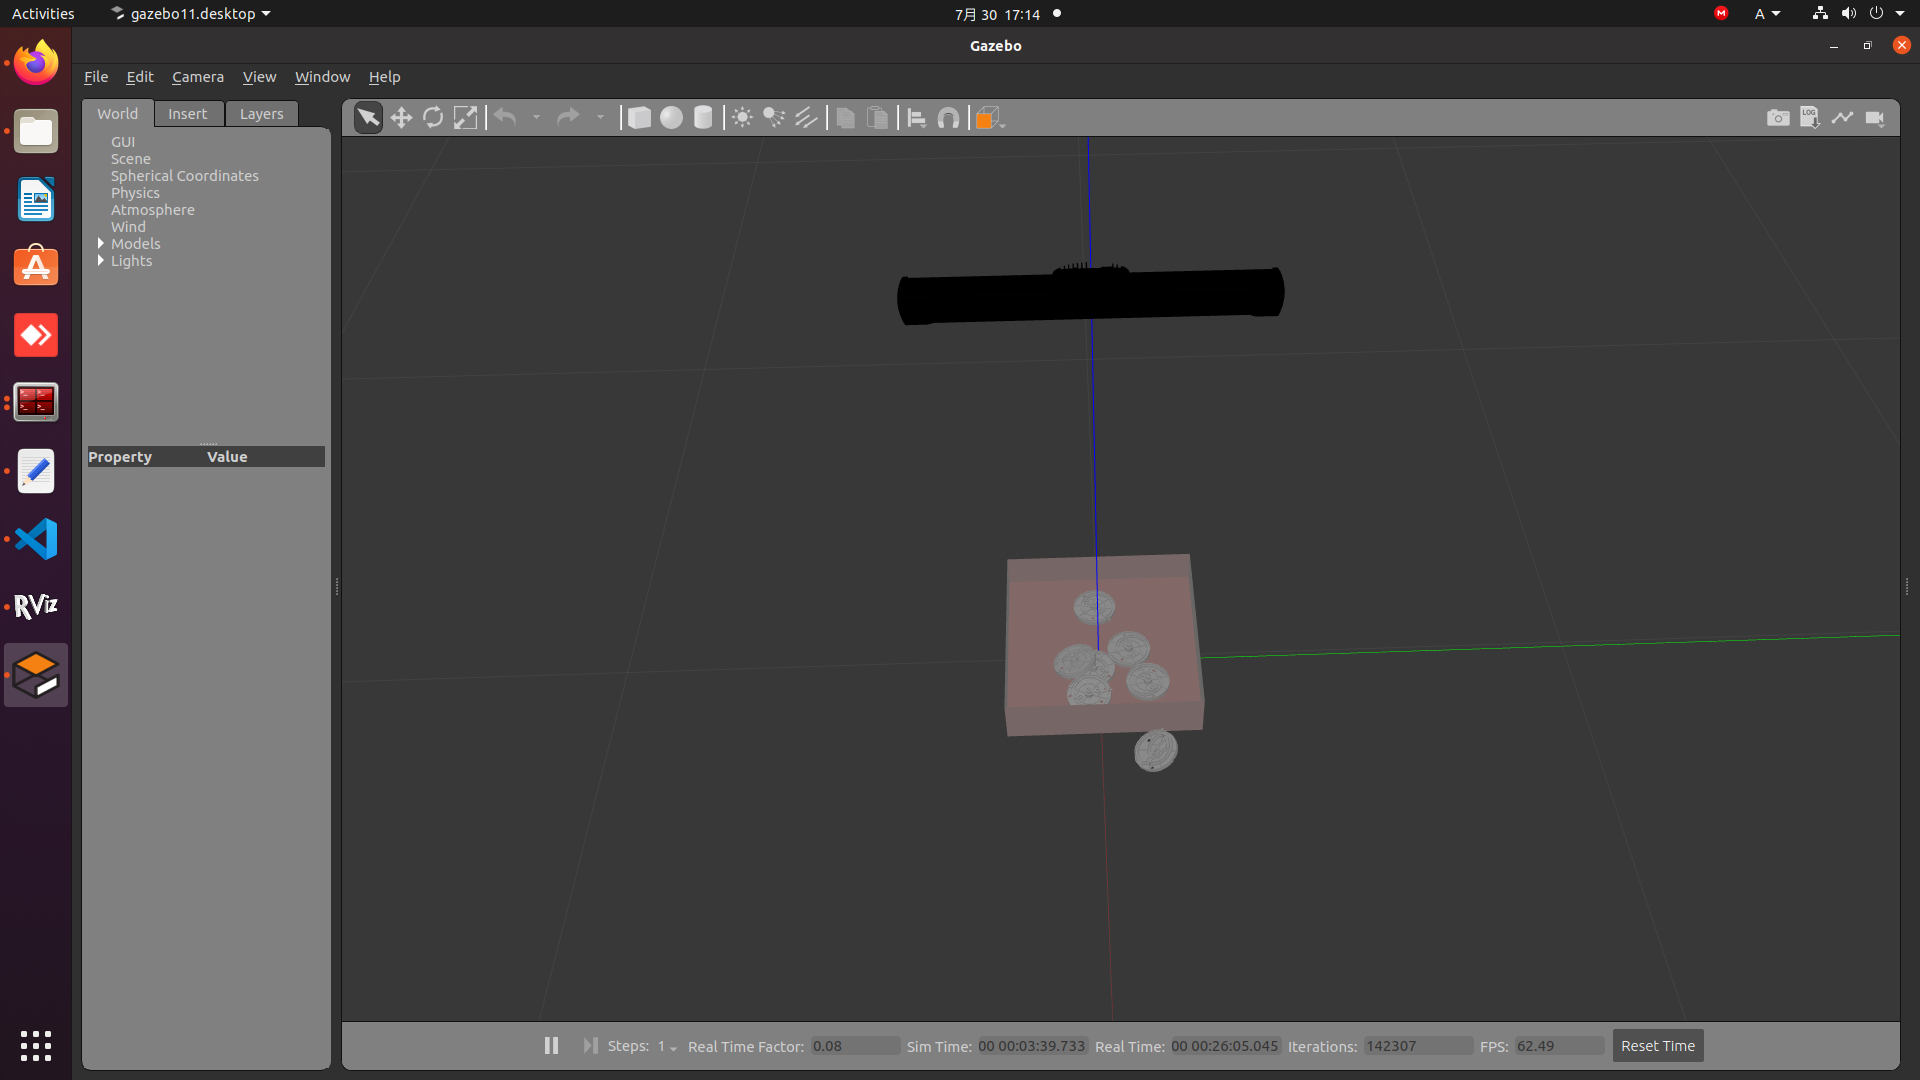 Activities gazebo11.desktop 7月 30 17:14 M A
Gazebo
File Edit Camera View Window Help
World Insert Layers
LOG
GUI
Scene
Spherical Coordinates
Physics
Atmosphere
Wind
Models
Lights
Property Value
RViz
Steps: 1 Real Time Factor: 0.08 Sim Time: 00 00:03:39.733 Real Time: 00 00:26:05.045 Iterations: 142307 FPS: 62.49 Reset Time